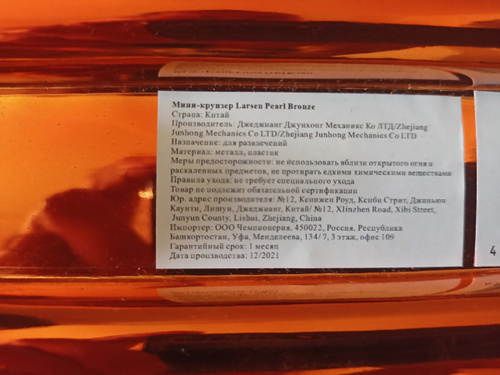 Мини-круизер Larsen Pearl Bronze
Страна: Китай
Производитель: Джеджианг Джунхонг Механикс Ко ЛТД/Zhejiang
Junhong Mechanics Co LTD/Zhejiang Junhong Mechanics Co LTD
Назначение: для развлечений
Материал: металл, пластик
Меры предосторожности: не использовать вблизи открытого огня и
раскаленных предметов, не протирать едкими химическими веществами
Правила ухода: не требует специального ухода
Товар не подлежит обязательной сертификации
Юр. адрес производителя: №12, Ксинжен Роуд, Ксиби Стрит, Джиньюн
Каунти, Лишуи, Джеджианг, Китай/ №12, XInzhen Road, Xibi Street,
Junyun County, Lishui, Zhejiang, China
Импортер: ООО Чемпионерия, 450022, Россия, Республика
Башкортостан, Уфа, Менделеева, 134/7, 3 этаж, офис 109
Гарантийный срок: 1 месяц
Дата производства: 12/2021
4